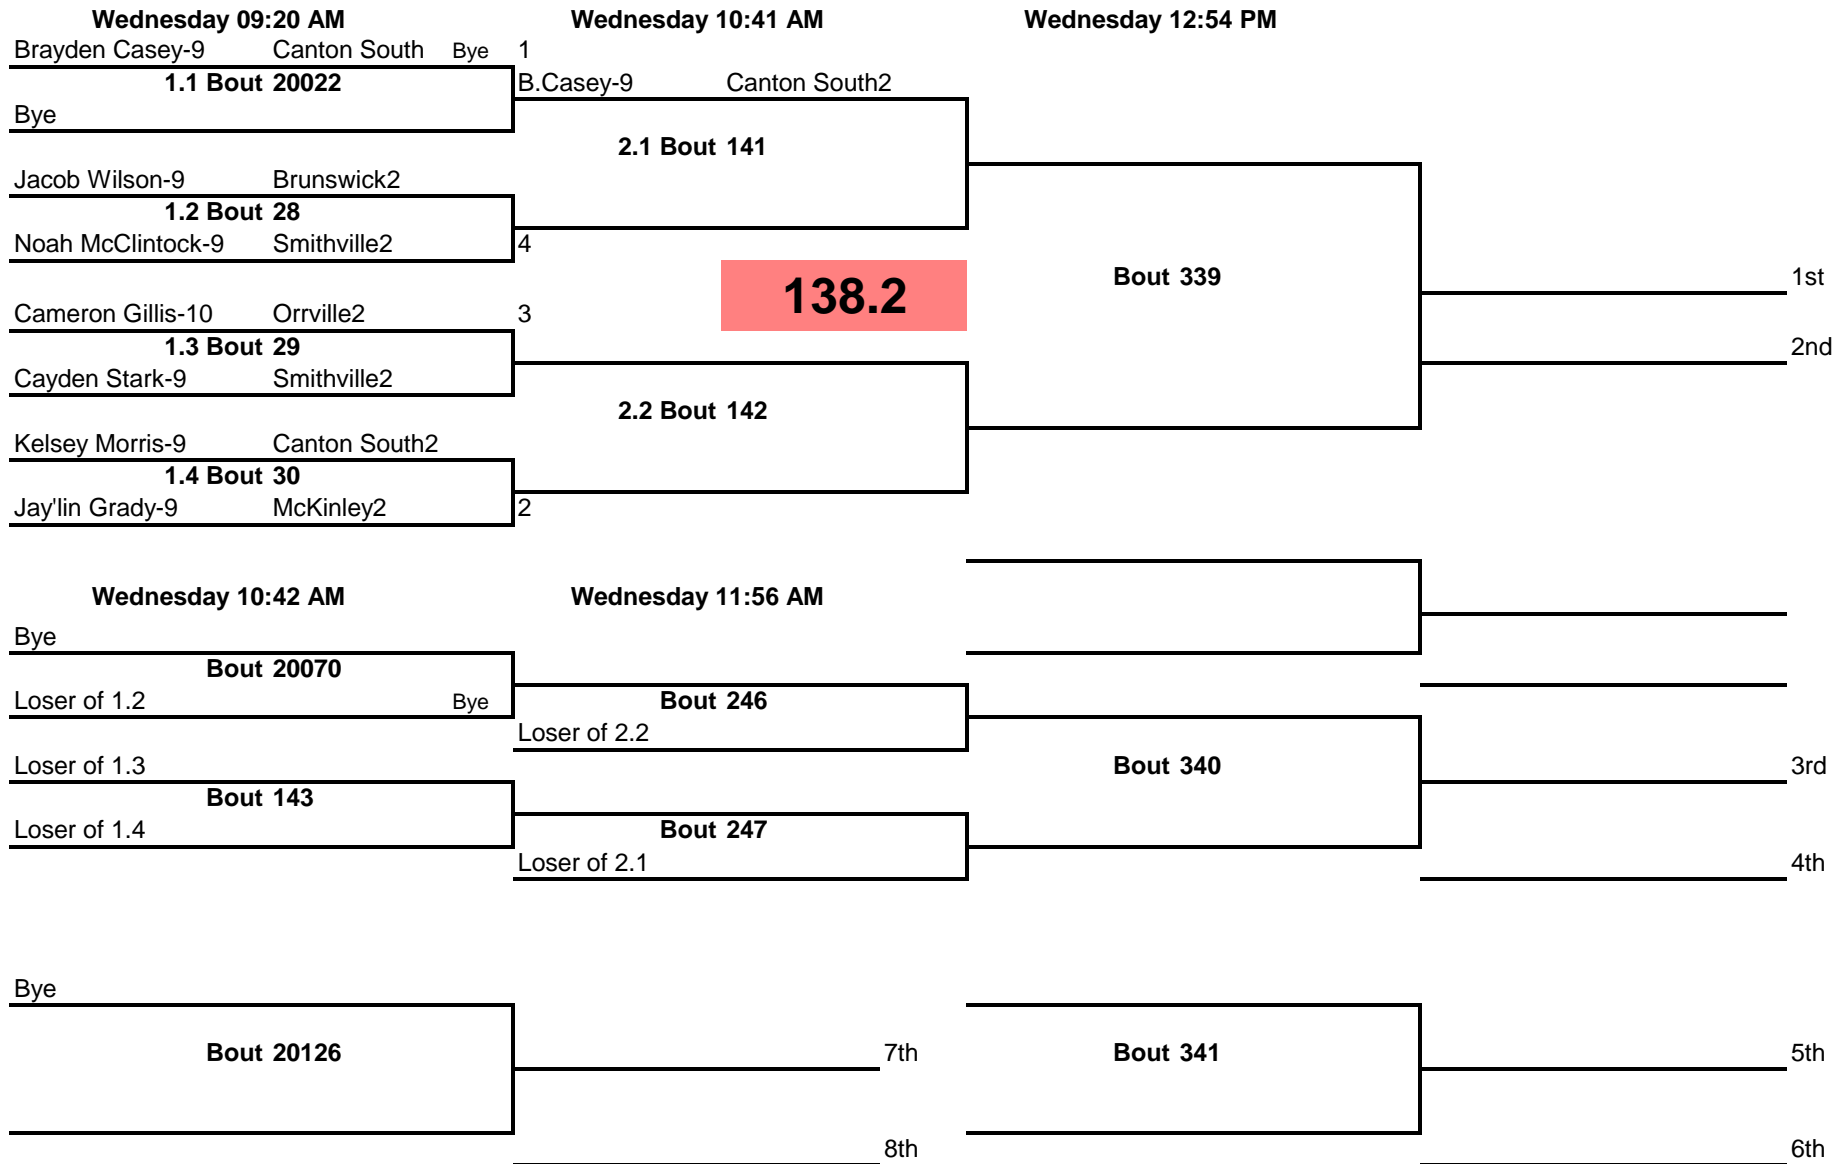 Wednesday 09:20 AM Wednesday 10:41 AM Wednesday 12:54 PM
Brayden Casey-9 Canton South Bye 1
1.1 Bout 20022 B.Casey-9 Canton South2
Bye
2.1 Bout 141
Jacob Wilson-9 Brunswick2
1.2 Bout 28
Noah McClintock-9 Smithville2 4
138.2 Bout 339 1st
Cameron Gillis-10 Orrville2 3
1.3 Bout 29 2nd
Cayden Stark-9 Smithville2
2.2 Bout 142
Kelsey Morris-9 Canton South2
1.4 Bout 30
Jay'lin Grady-9 McKinley2 2
Wednesday 10:42 AM Wednesday 11:56 AM
Bye
Bout 20070
Loser of 1.2 Bye Bout 246
Loser of 2.2
Loser of 1.3 Bout 340 3rd
Bout 143
Loser of 1.4 Bout 247
Loser of 2.1 4th
Bye
Bout 20126 7th Bout 341 5th
8th 6th